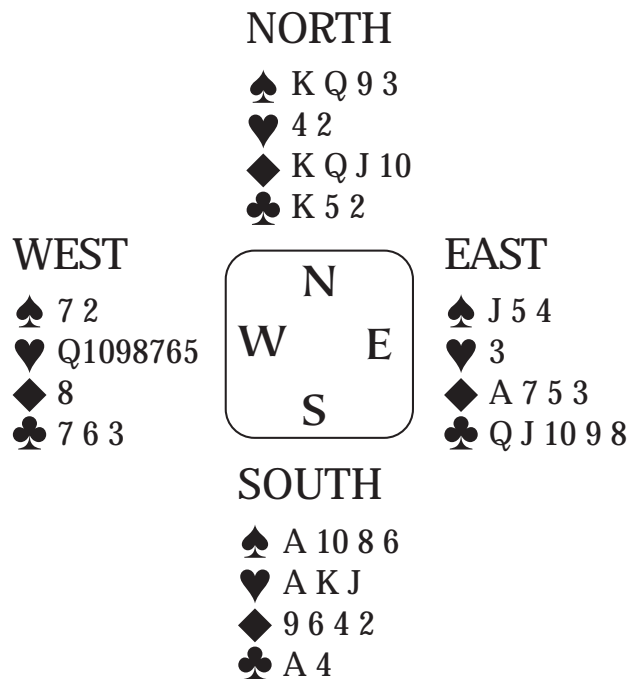 NORTH
♠ K Q 9 3
♥ 4 2
♦ K Q J 10
♣ K 5 2
WEST
♠ 7 2
♥ Q1098765
♦ 8
♣ 7 6 3
N
W E
S
EAST
♠ J 5 4
♥ 3
♦ A 7 5 3
♣ Q J 10 9 8
SOUTH
♠ A 10 8 6
♥ A K J
♦ 9 6 4 2
♣ A 4